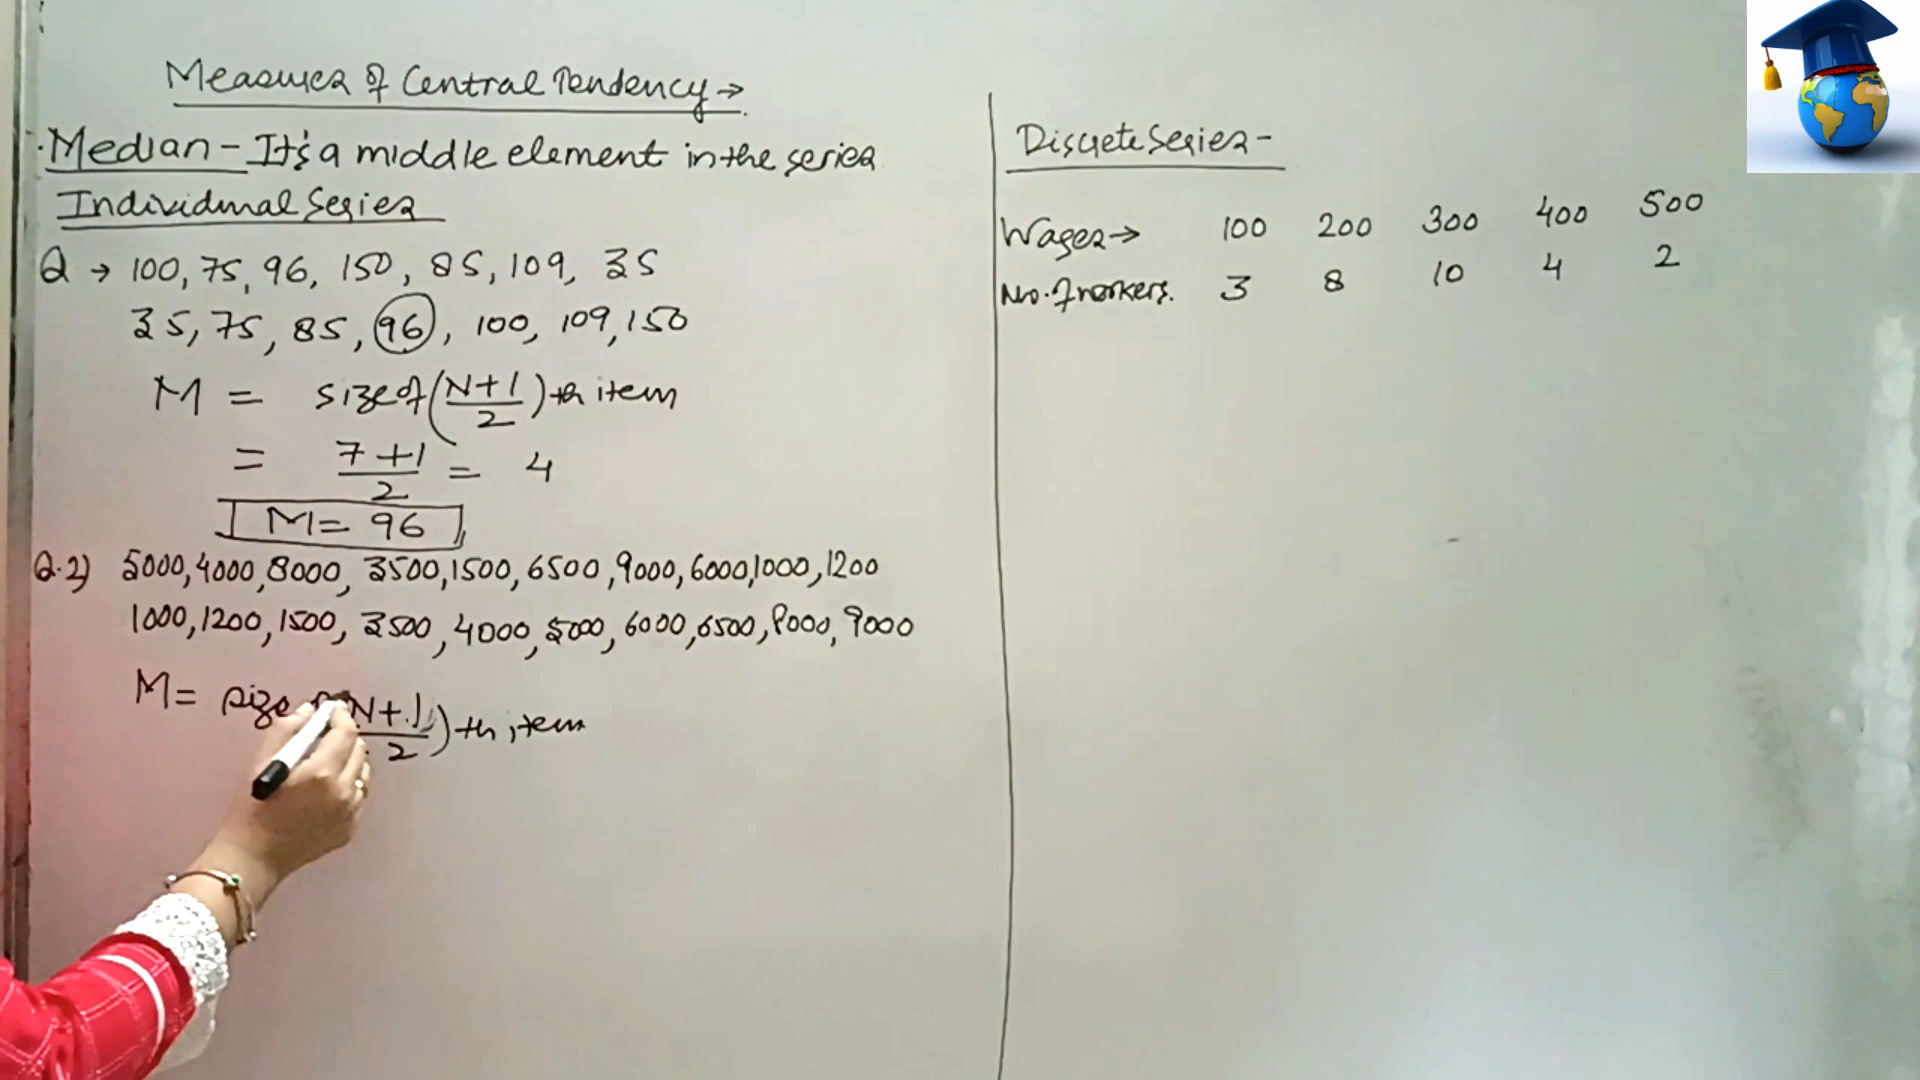 Measures of Central Tendency →
Median - It's a middle element in the series
Individual Series
Q → 100, 75, 96, 150, 85, 109, 35
35, 75, 85, 96, 100, 109, 150
M = size of (N+1/2)th item
= 7+1/2 = 4
M = 96
Q.2) 5000, 4000, 8000, 3500, 1500, 6500, 9000, 6000, 1000, 1200
1000, 1200, 1500, 3500, 4000, 5000, 6000, 6500, 8000, 9000
M = size N+1/2)th item
Discrete Series -
Wages → 100 200 300 400 500
No. of workers. 3 8 10 4 2